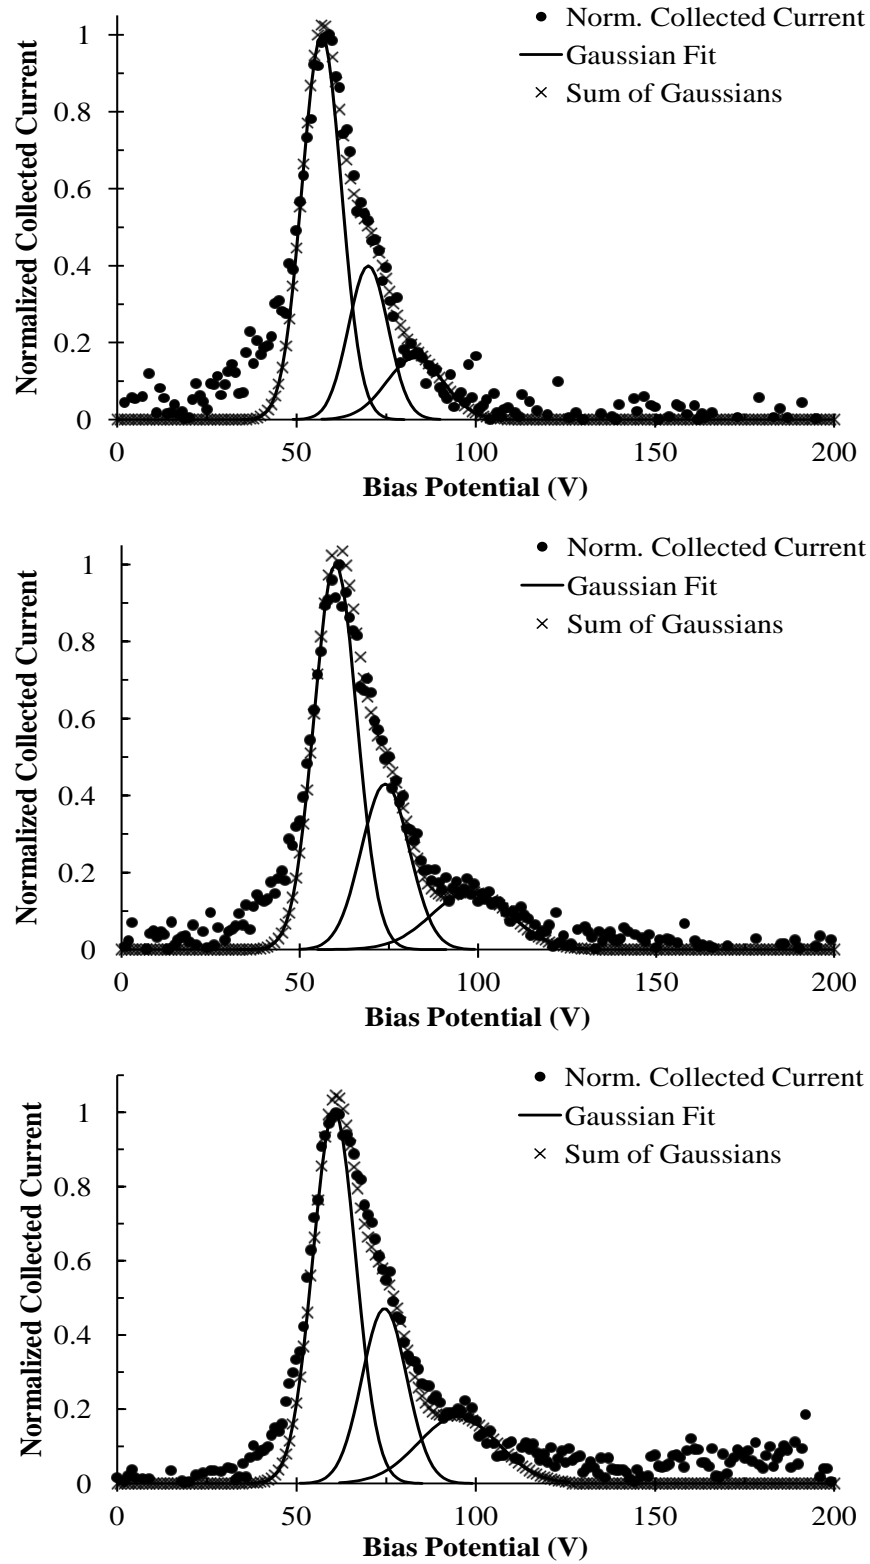 Norm. Collected Current
Gaussian Fit
Sum of Gaussians
Normalized Collected Current
1
0.8
0.6
0.4
0.2
0
0 50 100 150 200
Bias Potential (V)
Norm. Collected Current
Gaussian Fit
Sum of Gaussians
Normalized Collected Current
1
0.8
0.6
0.4
0.2
0
0 50 100 150 200
Bias Potential (V)
Norm. Collected Current
Gaussian Fit
Sum of Gaussians
Normalized Collected Current
1
0.8
0.6
0.4
0.2
0
0 50 100 150 200
Bias Potential (V)